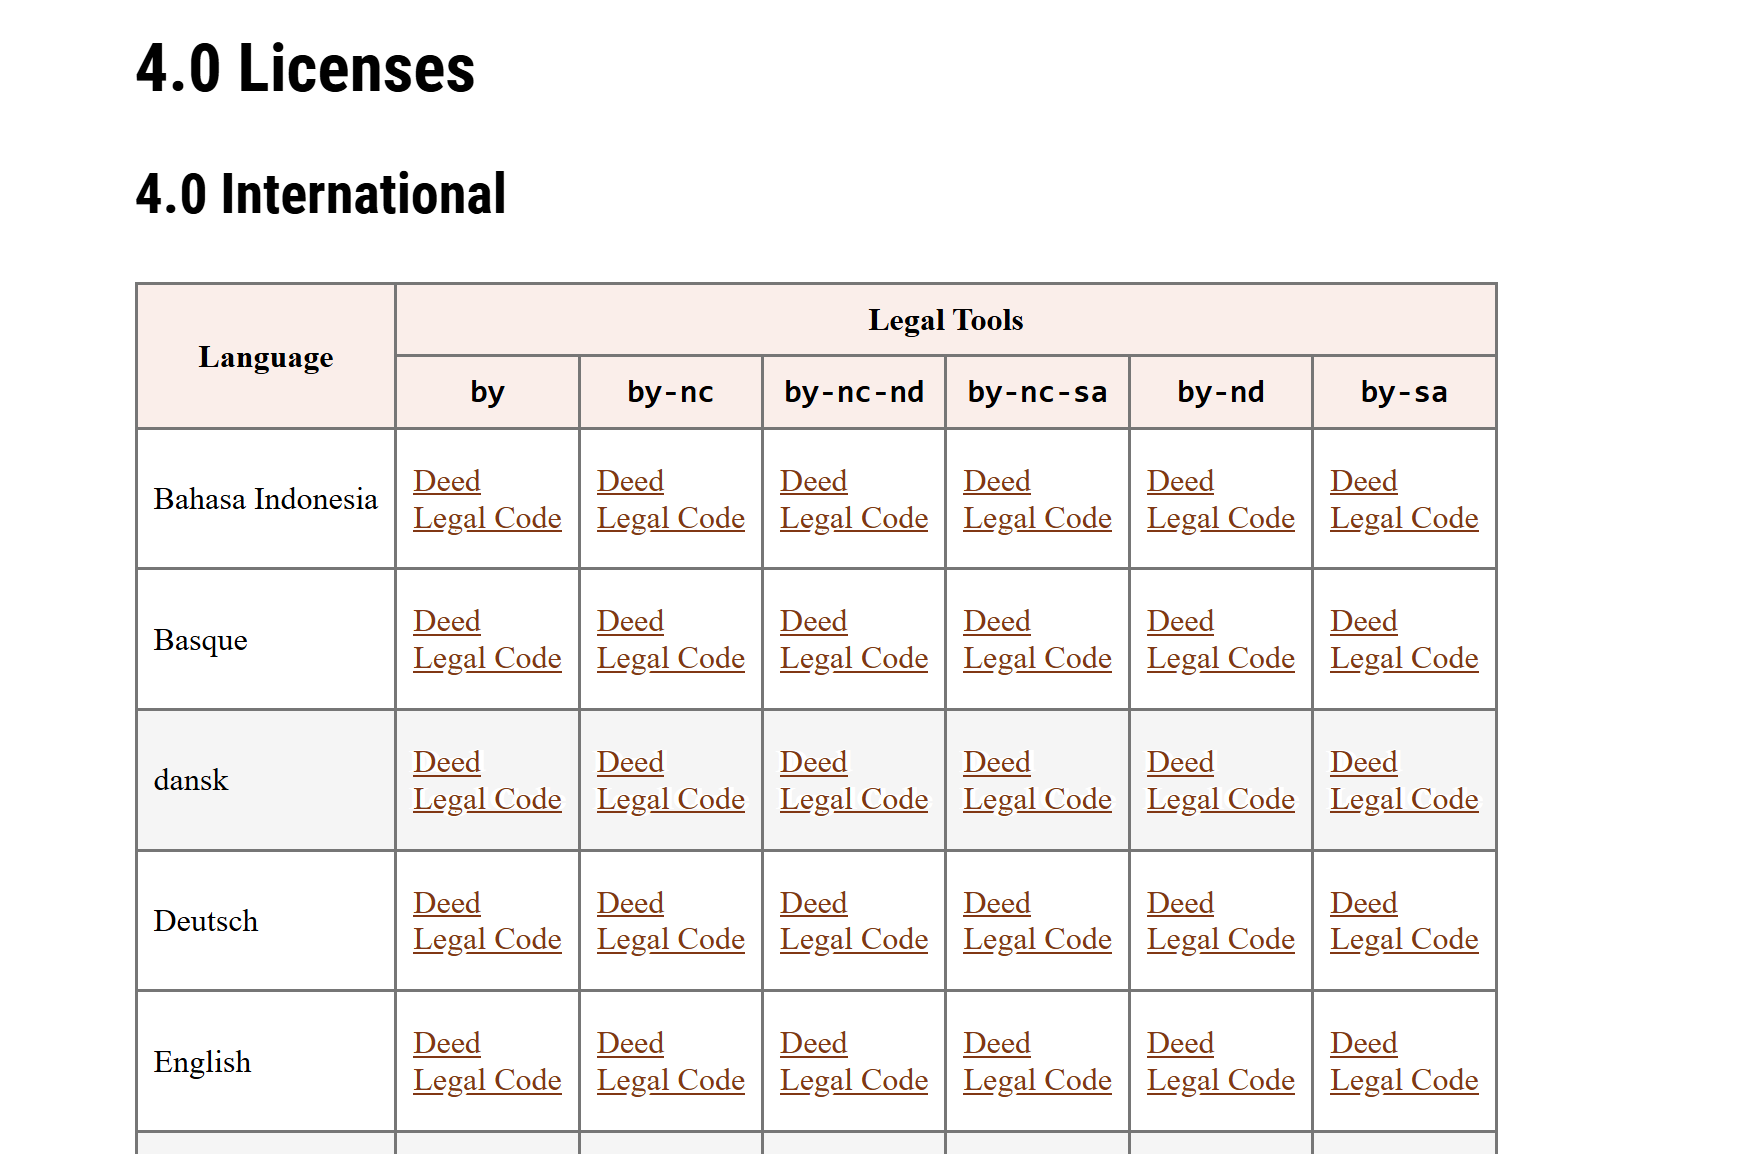 4.0 Licenses
4.0 International
Language
Legal Tools
by by-nc by-nc-nd by-nc-sa by-nd by-sa
Bahasa Indonesia
Deed Deed Deed Deed Deed Deed
Legal Code Legal Code Legal Code Legal Code Legal Code Legal Code
Basque
Deed Deed Deed Deed Deed Deed
Legal Code Legal Code Legal Code Legal Code Legal Code Legal Code
dansk
Deed Deed Deed Deed Deed Deed
Legal Code Legal Code Legal Code Legal Code Legal Code Legal Code
Deutsch
Deed Deed Deed Deed Deed Deed
Legal Code Legal Code Legal Code Legal Code Legal Code Legal Code
English
Deed Deed Deed Deed Deed Deed
Legal Code Legal Code Legal Code Legal Code Legal Code Legal Code